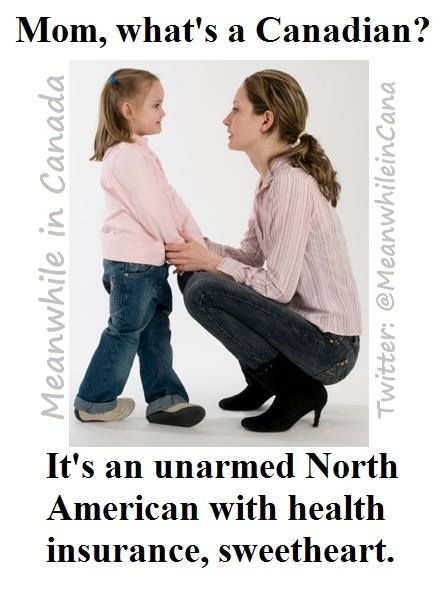 Mom, what's a Canadian?
Meanwhile in Canada
Twitter: @MeanwhileinCana
It's an unarmed North
American with health
insurance, sweetheart.